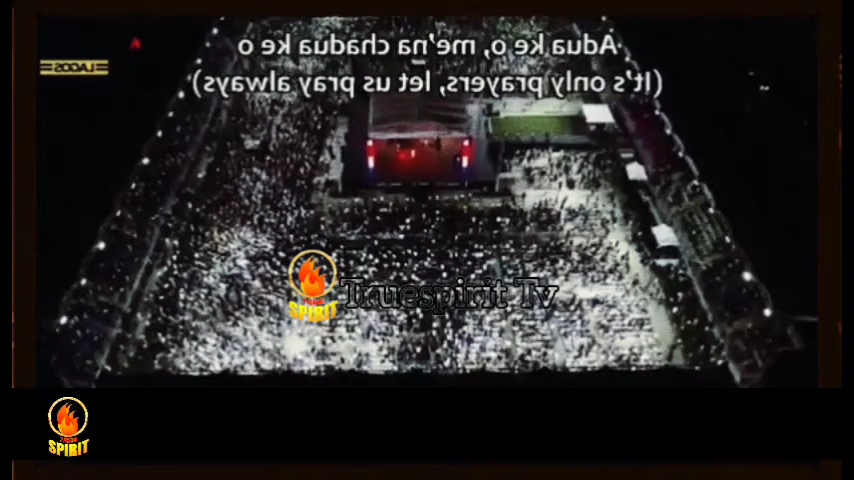 Adua ke o, me'na chadua ke o
(It's only prayers, let us pray always)
LAGOS
SPIRIT
Truespirit Tv
SPIRIT